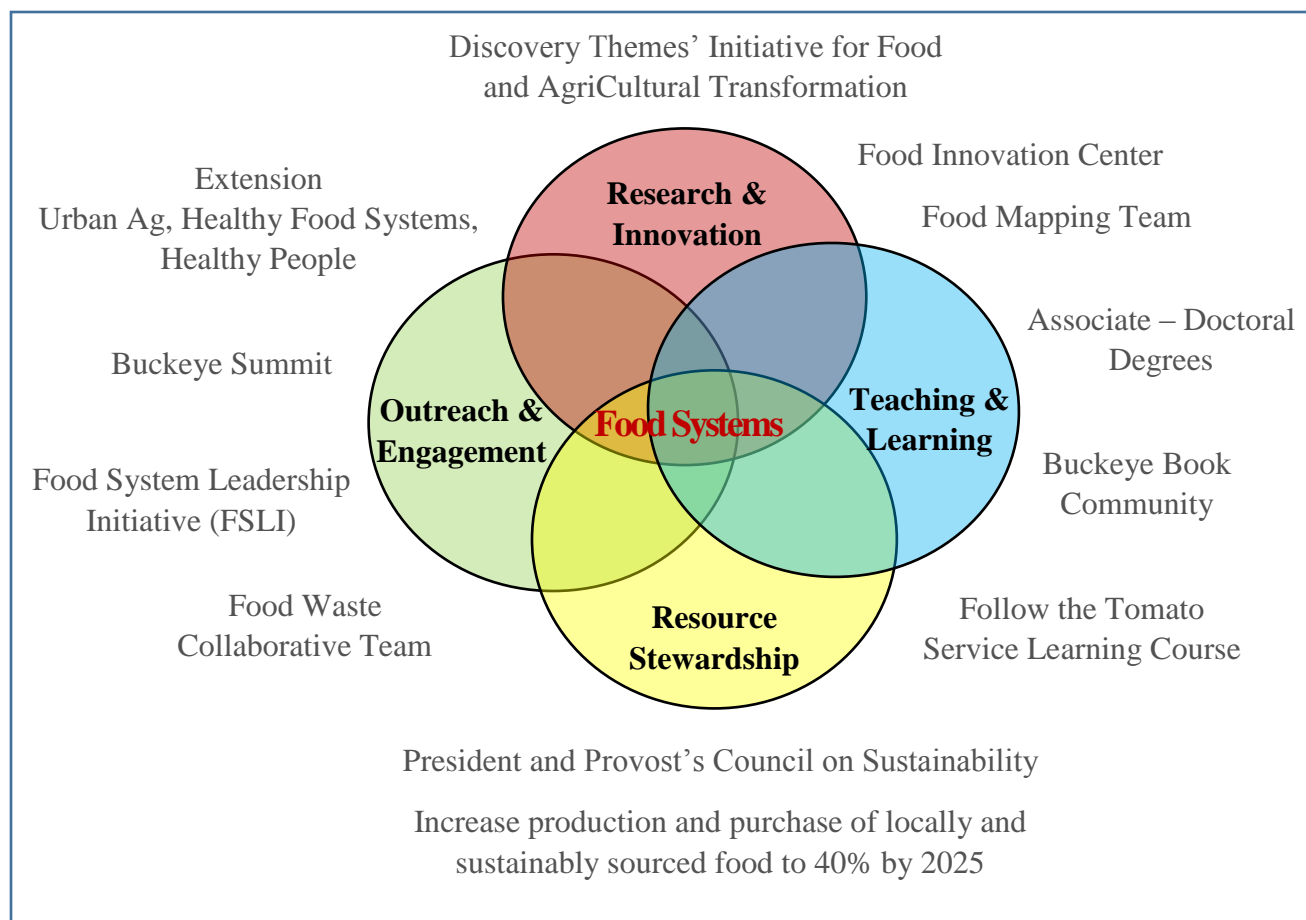 Discovery Themes’ Initiative for Food
and AgriCultural Transformation
Food Innovation Center
Extension
Urban Ag, Healthy Food Systems,
Healthy People
Research &
Innovation
Food Mapping Team
Associate – Doctoral
Degrees
Buckeye Summit
Outreach &
Engagement
Food Systems
Teaching &
Learning
Buckeye Book
Community
Food System Leadership
Initiative (FSLI)
Food Waste
Collaborative Team
Resource
Stewardship
Follow the Tomato
Service Learning Course
President and Provost’s Council on Sustainability
Increase production and purchase of locally and
sustainably sourced food to 40% by 2025